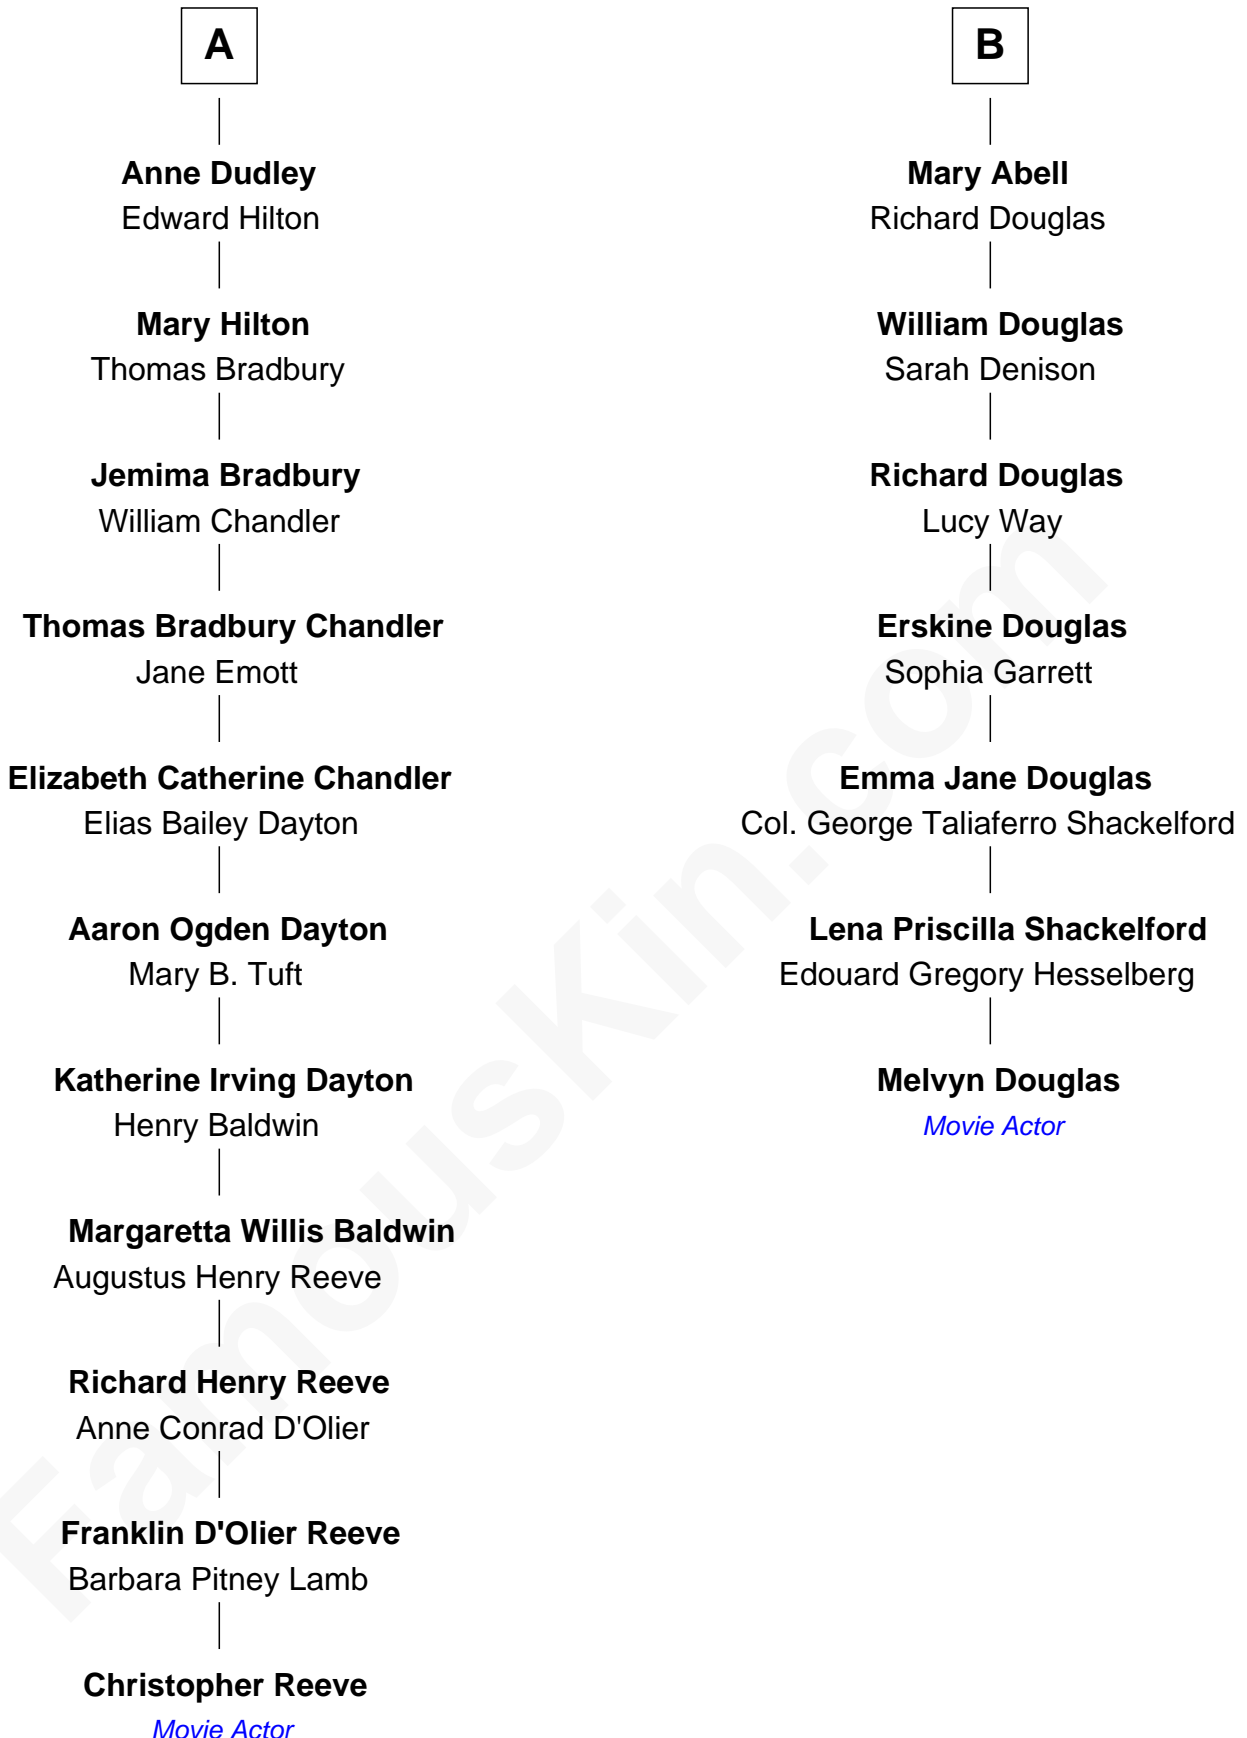 A
Anne Dudley
Edward Hilton
Mary Hilton
Thomas Bradbury
Jemima Bradbury
William Chandler
Thomas Bradbury Chandler
Jane Emott
Elizabeth Catherine Chandler
Elias Bailey Dayton
Aaron Ogden Dayton
Mary B. Tuft
Katherine Irving Dayton
Henry Baldwin
Margaretta Willis Baldwin
Augustus Henry Reeve
Richard Henry Reeve
Anne Conrad D'Olier
Franklin D'Olier Reeve
Barbara Pitney Lamb
Christopher Reeve
Movie Actor
B
Mary Abell
Richard Douglas
William Douglas
Sarah Denison
Richard Douglas
Lucy Way
Erskine Douglas
Sophia Garrett
Emma Jane Douglas
Col. George Taliaferro Shackelford
Lena Priscilla Shackelford
Edouard Gregory Hesselberg
Melvyn Douglas
Movie Actor
FamousKin.com